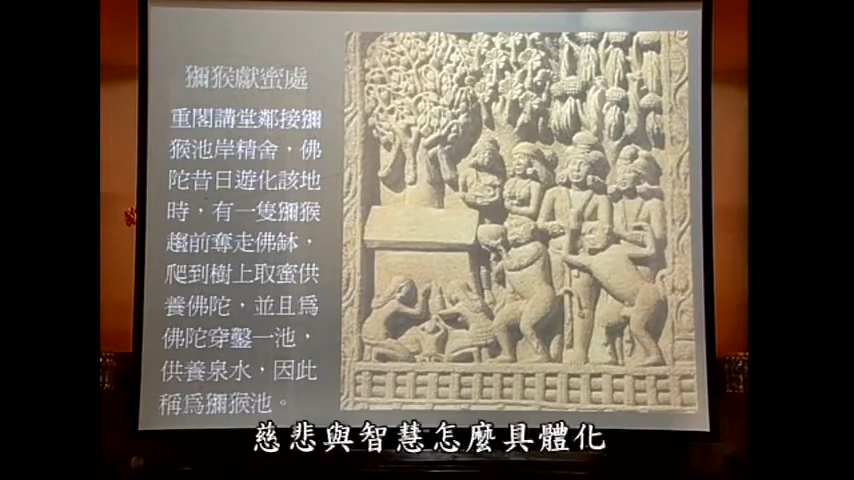 獼猴獻蜜處
重閣講堂鄰接獼
猴池岸精舍，佛
陀昔日遊化該地
時，有一隻獼猴
趨前奪走佛缽，
爬到樹上取蜜供
養佛陀，並且為
佛陀穿鑿一池，
供養泉水，因此
稱為獼猴池。
慈悲與智慧怎麼具體化